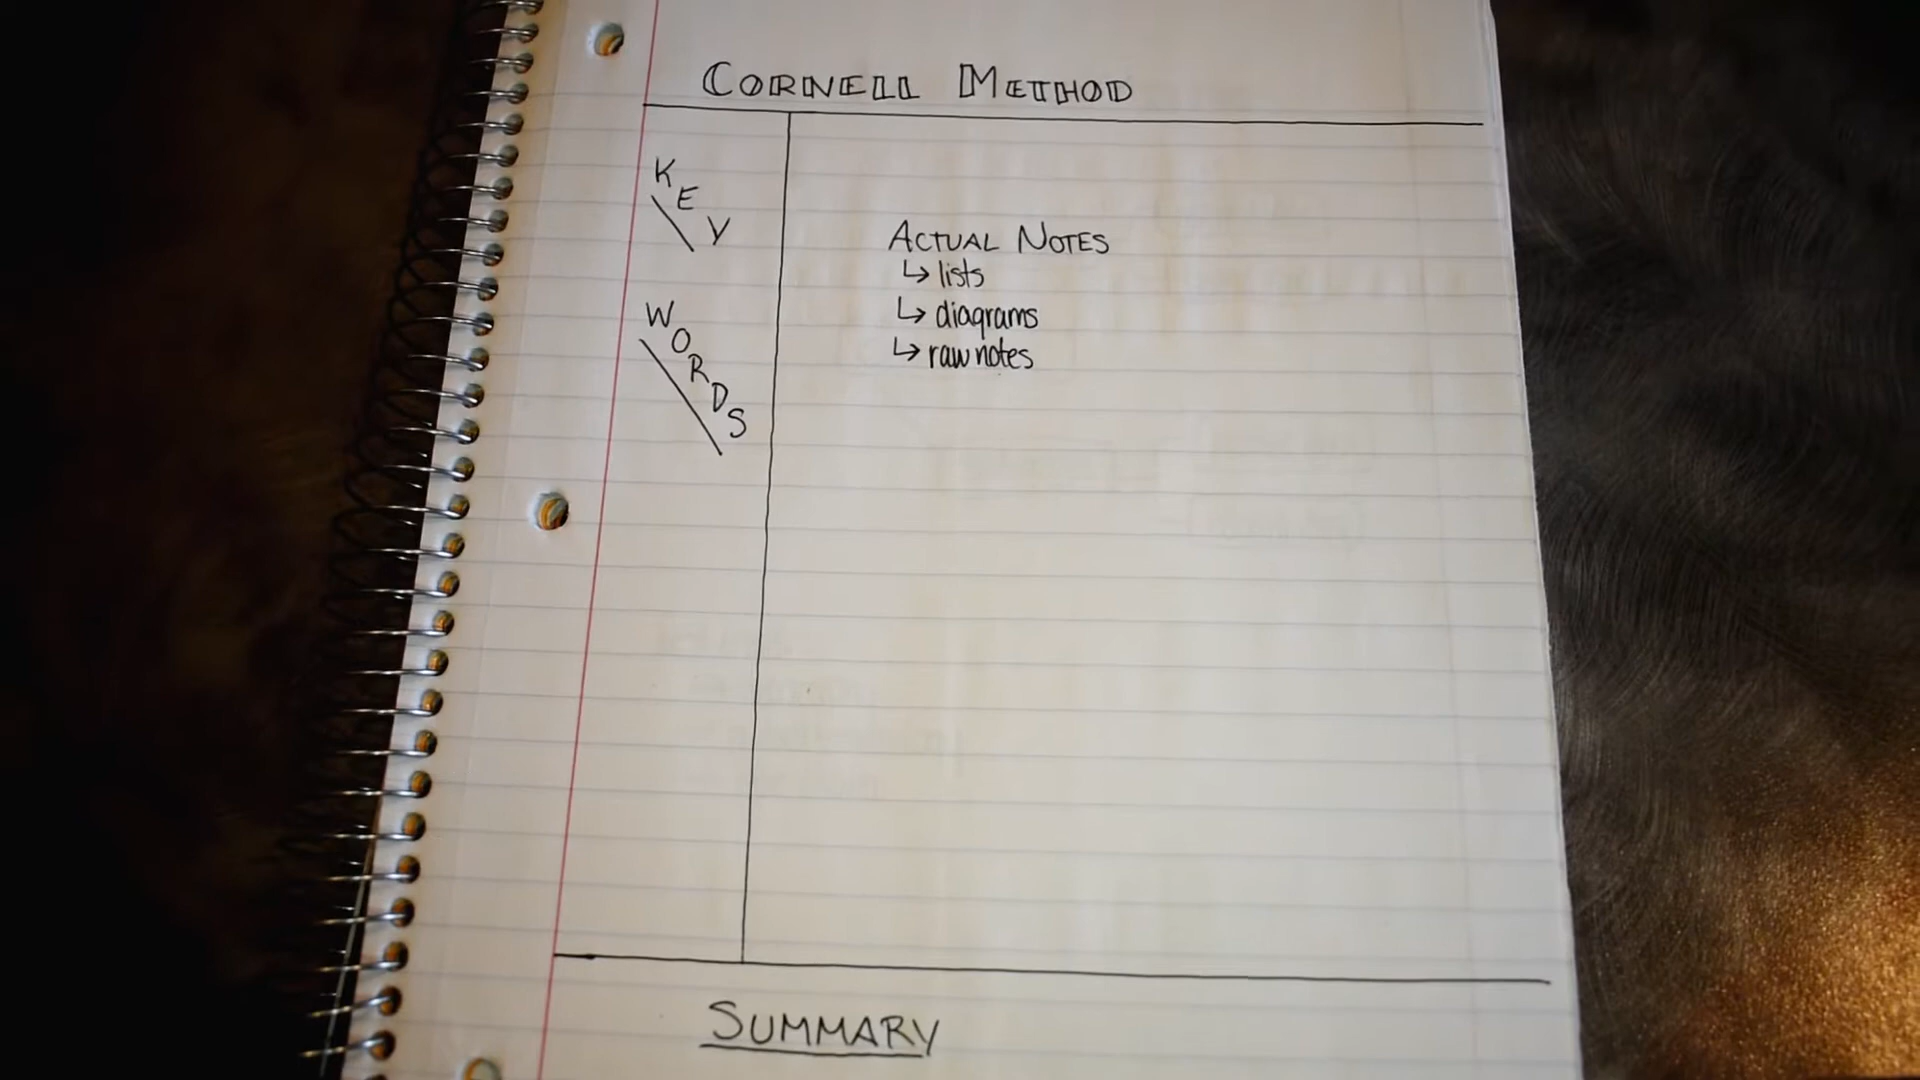 CORNELL METHOD
KEY
WORDS
ACTUAL NOTES
↳ lists
↳ diagrams
↳ raw notes
SUMMARY